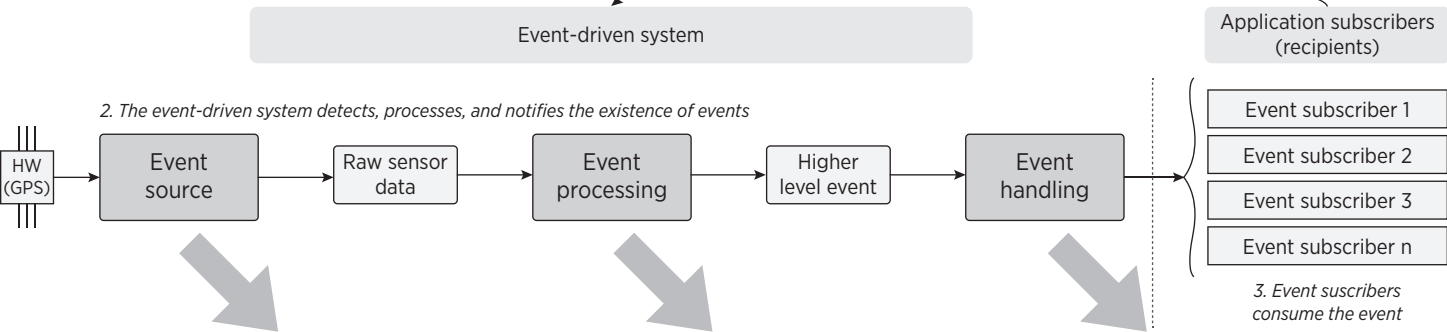 Event-driven system
Application subscribers
(recipients)
2. The event-driven system detects, processes, and notifies the existence of events
HW
(GPS)
Event
source
Raw sensor
data
Event
processing
Higher
level event
Event
handling
Event subscriber 1
Event subscriber 2
Event subscriber 3
Event subscriber n
3. Event suscribers
consume the event